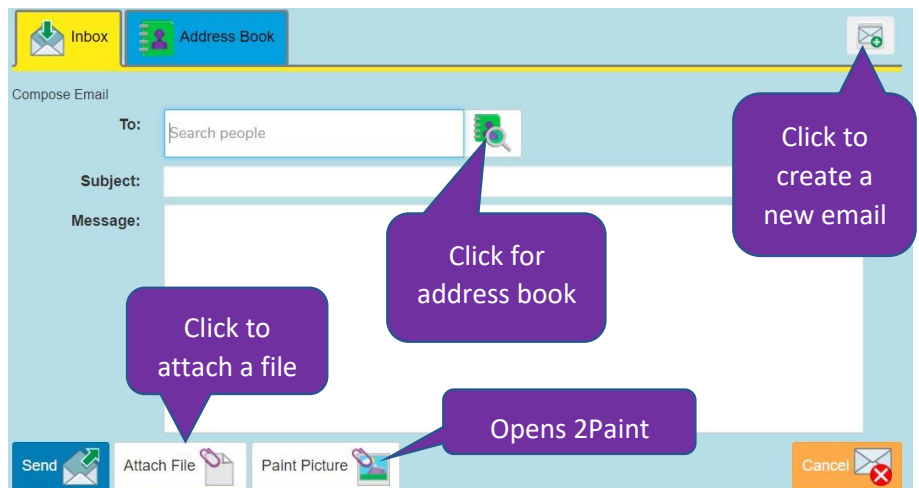 Inbox
Address Book
Compose Email
To:
Search people
Click to
create a
new email
Subject:
Message:
Click for
address book
Click to
attach a file
Opens 2Paint
Send
Attach File
Paint Picture
Cancel